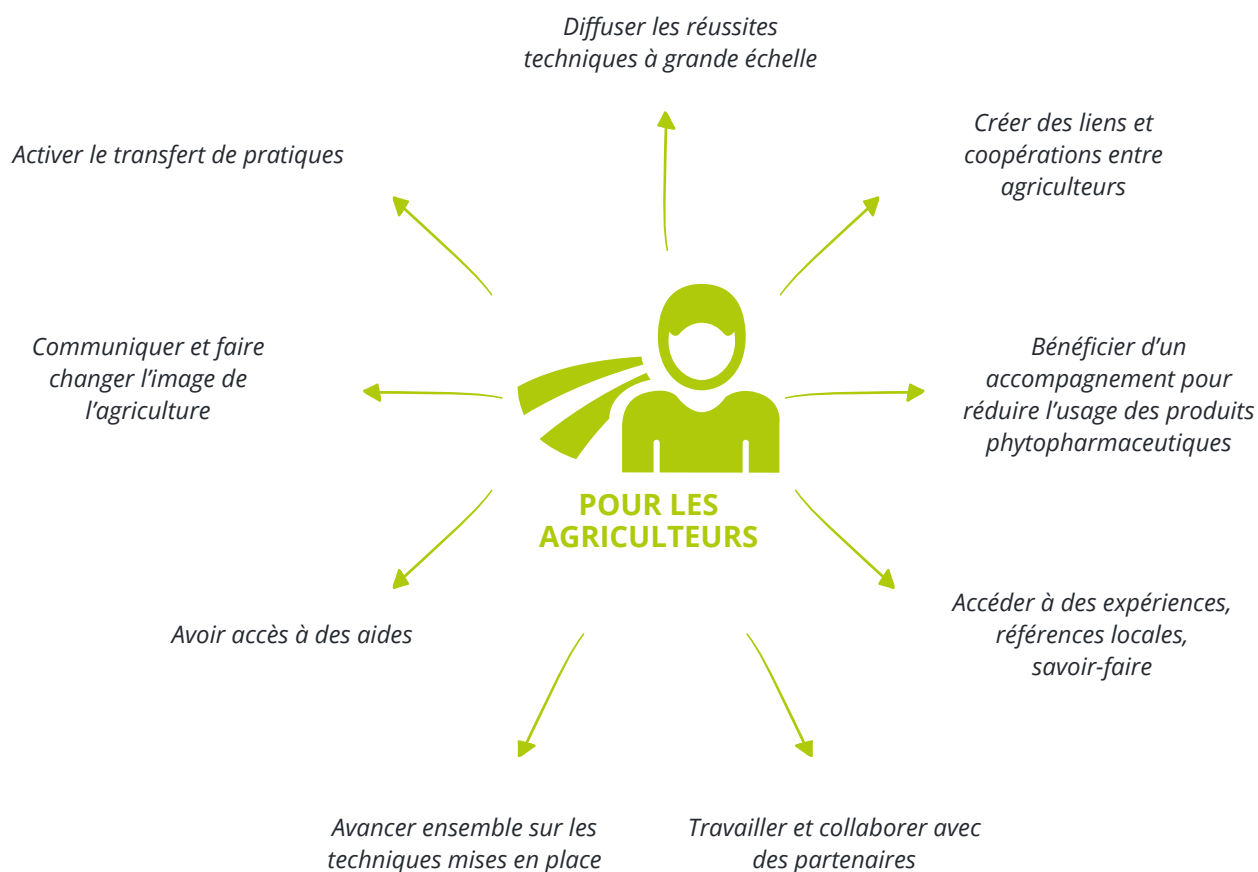 Diffuser les réussites
techniques à grande échelle
Créer des liens et
coopérations entre
agriculteurs
Activer le transfert de pratiques
Communiquer et faire
changer l’image de
l’agriculture
Bénéficier d’un
accompagnement pour
réduire l’usage des produits
phytopharmaceutiques
POUR LES
AGRICULTEURS
Avoir accès à des aides
Accéder à des expériences,
références locales,
savoir-faire
Avancer ensemble sur les
techniques mises en place
Travailler et collaborer avec
des partenaires